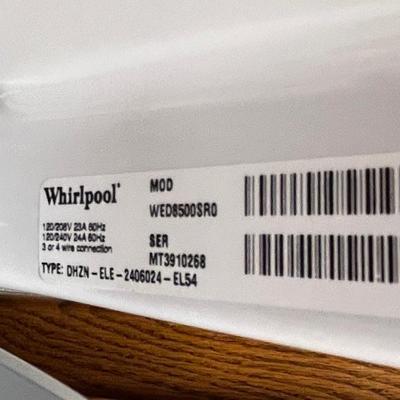 Whirlpool
MOD
WED8500SR0
120/208V 23A 60Hz
120/240V 24A 60Hz
3 or 4 wire connection
SER
MT3910268
TYPE: DHZN-ELE-2406024-EL54